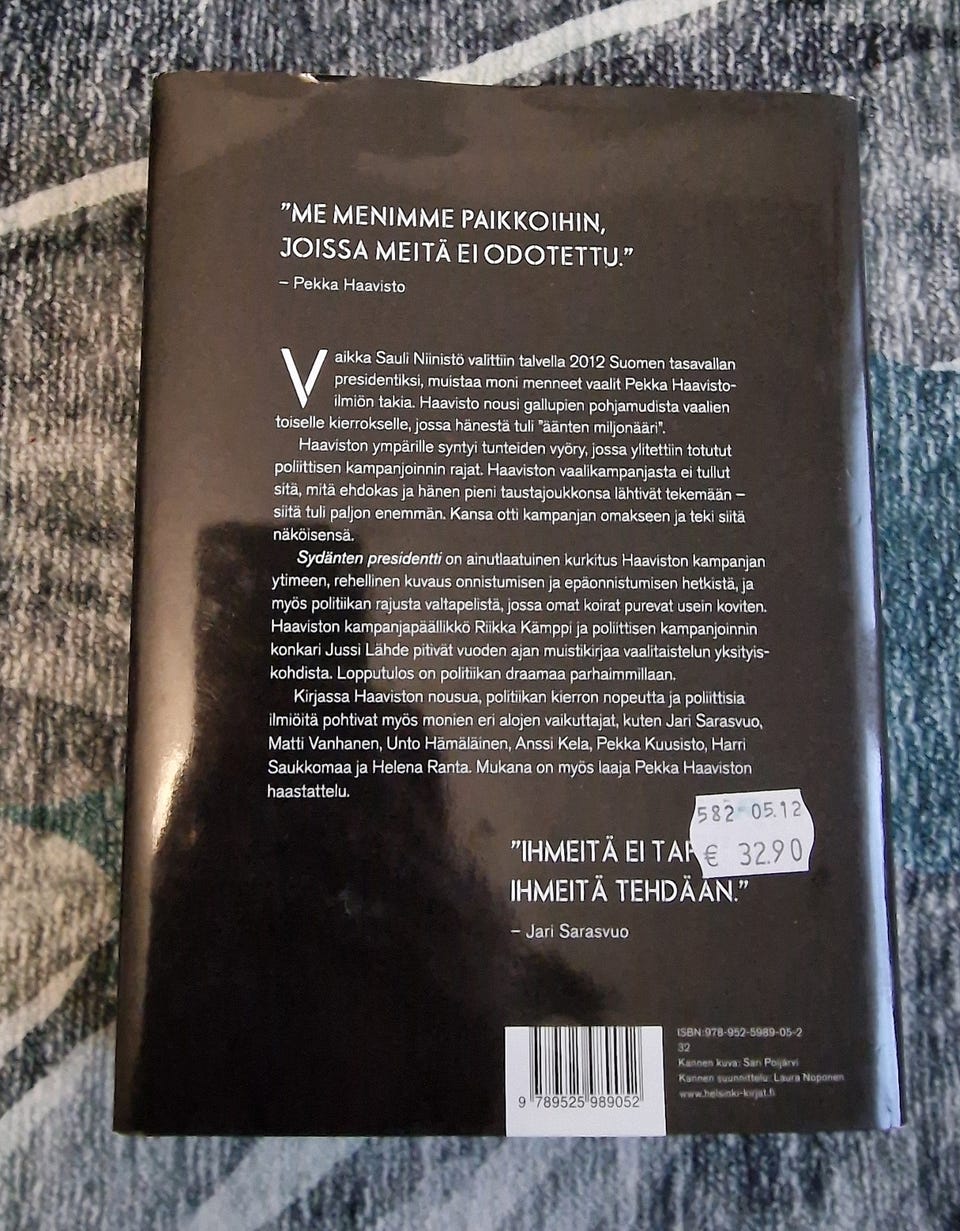 ”ME MENIMME PAIKKOIHIN,
JOISSA MEITÄ EI ODOTETTU.”
– Pekka Haavisto
Vaikka Sauli Niinistö valittiin talvella 2012 Suomen tasavallan
presidentiksi, muistaa moni menneet vaalit Pekka Haavisto-
ilmiön takia. Haavisto nousi gallupien pohjamudista vaalien
toiselle kierrokselle, jossa hänestä tuli ”äänten miljonääri”.
Haaviston ympärille syntyi tunteiden vyöry, jossa ylitettiin totutut
poliittisen kampanjoinnin rajat. Haaviston vaalikampanjasta ei tullut
sitä, mitä ehdokas ja hänen pieni taustajoukkonsa lähtivät tekemään –
siitä tuli paljon enemmän. Kansa otti kampanjan omakseen ja teki siitä
näköisensä.
Sydänten presidentti on ainutlaatuinen kurkitus Haaviston kampanjan
ytimeen, rehellinen kuvaus onnistumisen ja epäonnistumisen hetkistä, ja
myös politiikan rajusta valtapelistä, jossa omat koirat purevat usein koviten.
Haaviston kampanjapäällikkö Riikka Kämppi ja poliittisen kampanjoinnin
konkari Jussi Lähde pitivät vuoden ajan muistikirjaa vaalitaistelun yksityis-
kohdista. Lopputulos on politiikan draamaa parhaimmillaan.
Kirjassa Haaviston nousua, politiikan kierron nopeutta ja poliittisia
ilmiöitä pohtivat myös monien eri alojen vaikuttajat, kuten Jari Sarasvuo,
Matti Vanhanen, Unto Hämäläinen, Anssi Kela, Pekka Kuusisto, Harri
Saukkomaa ja Helena Ranta. Mukana on myös laaja Pekka Haaviston
haastattelu.
582 05.12
€ 32.90
”IHMEITÄ EI
IHMEITÄ TEHDÄÄN.”
– Jari Sarasvuo
ISBN:978-952-5989-05-2
32
Kannen kuva: Sari Poijärvi
Kannen suunnittelu: Laura Noponen
www.helsinki-kirjat.fi
9 789525 989052